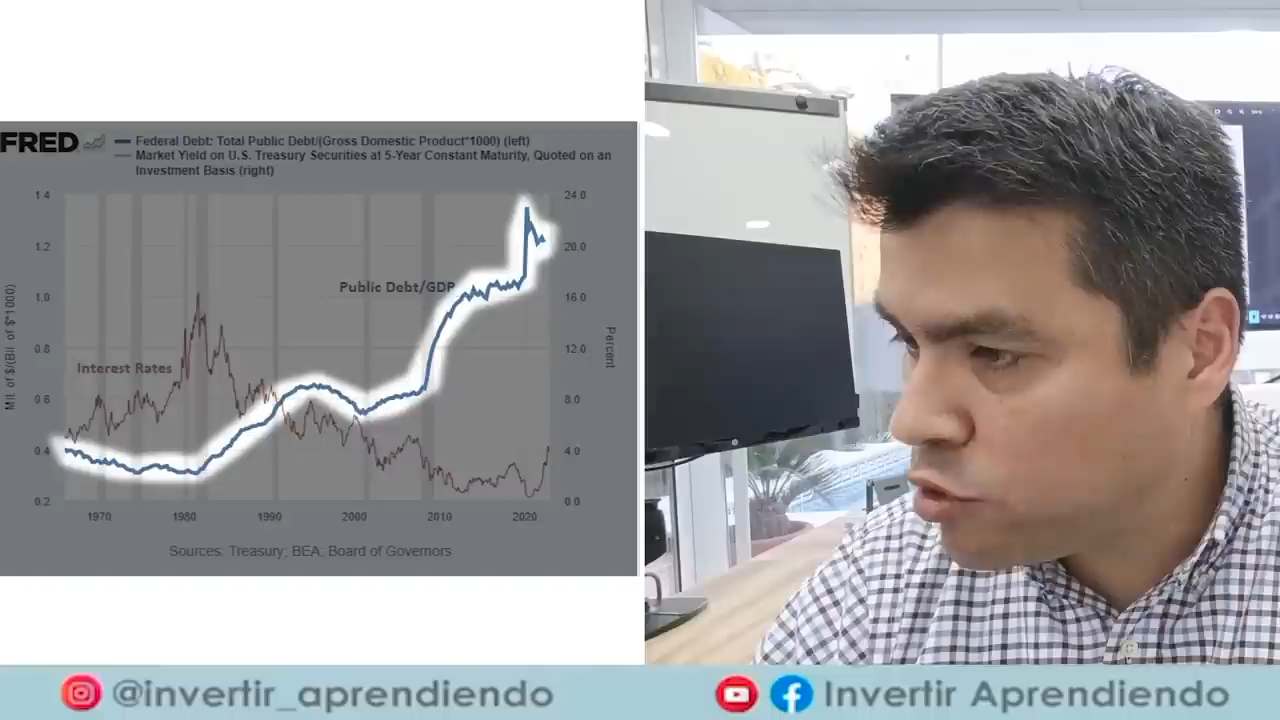 FRED
Federal Debt: Total Public Debt/(Gross Domestic Product*1000) (left)
Market Yield on U.S. Treasury Securities at 5-Year Constant Maturity, Quoted on an
Investment Basis (right)
1.4
24.0
1.2
20.0
Public Debt/GDP
1.0
16.0
Mil. of $/(Bil. of $*1000)
Percent
0.8
12.0
Interest Rates
0.6
8.0
0.4
4.0
0.2
0.0
1970
1980
1990
2000
2010
2020
Sources: Treasury; BEA; Board of Governors
@invertir_aprendiendo
Invertir Aprendiendo